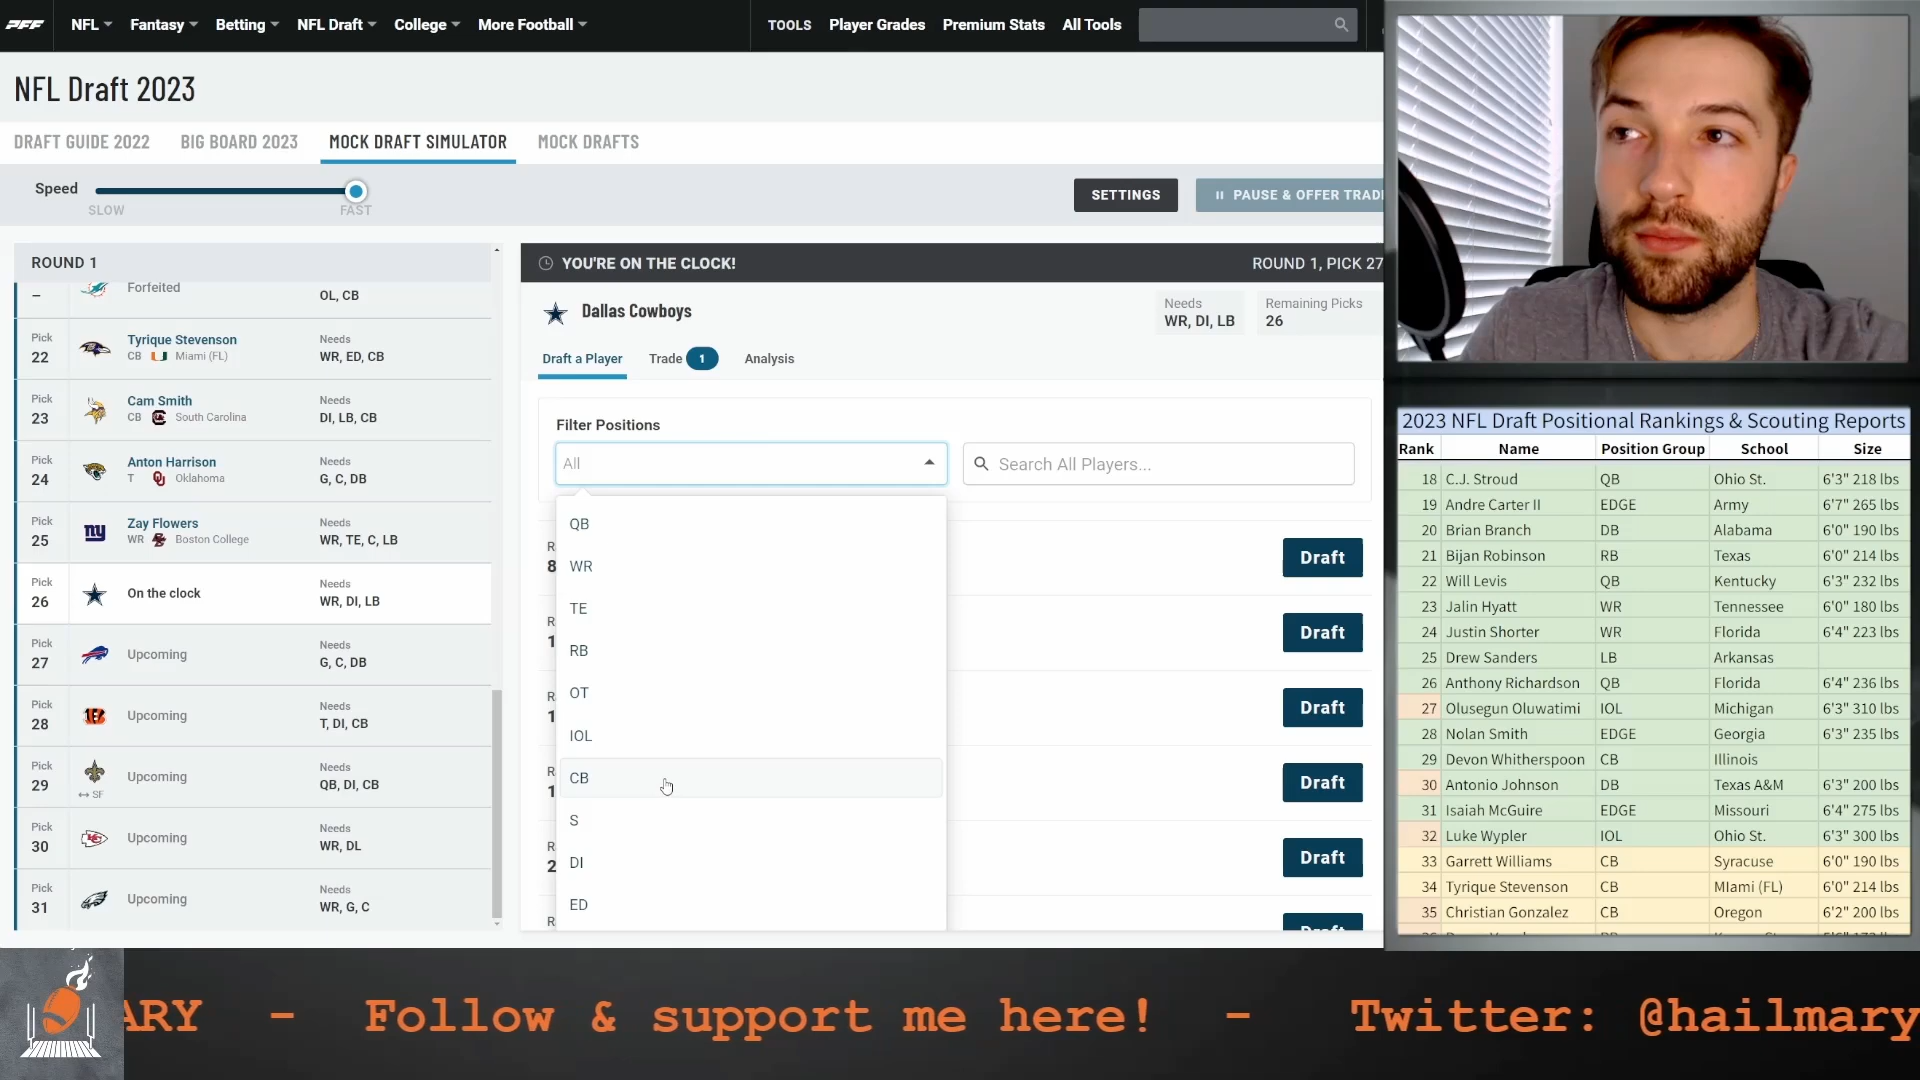 PFF NFL Fantasy Betting NFL Draft College More Football TOOLS Player Grades Premium Stats All Tools
NFL Draft 2023
DRAFT GUIDE 2022 BIG BOARD 2023 MOCK DRAFT SIMULATOR MOCK DRAFTS
Speed
SLOW FAST
SETTINGS
PAUSE & OFFER TRADE
ROUND 1
– Forfeited OL, CB
Pick 22 Tyrique Stevenson CB Miami (FL) Needs WR, ED, CB
Pick 23 Cam Smith CB South Carolina Needs DI, LB, CB
Pick 24 Anton Harrison T Oklahoma Needs G, C, DB
Pick 25 Zay Flowers WR Boston College Needs WR, TE, C, LB
Pick 26 On the clock Needs WR, DI, LB
Pick 27 Upcoming Needs G, C, DB
Pick 28 Upcoming Needs T, DI, CB
Pick 29 ↔ SF Upcoming Needs QB, DI, CB
Pick 30 Upcoming Needs WR, DL
Pick 31 Upcoming Needs WR, G, C
YOU'RE ON THE CLOCK! ROUND 1, PICK 27
Dallas Cowboys
Needs
WR, DI, LB
Remaining Picks
26
Draft a Player Trade 1 Analysis
Filter Positions
All
Search All Players...
QB
WR
TE
RB
OT
IOL
CB
S
DI
ED
Draft
Draft
Draft
Draft
Draft
Draft
2023 NFL Draft Positional Rankings & Scouting Reports
Rank Name Position Group School Size
18 C.J. Stroud QB Ohio St. 6'3" 218 lbs
19 Andre Carter II EDGE Army 6'7" 265 lbs
20 Brian Branch DB Alabama 6'0" 190 lbs
21 Bijan Robinson RB Texas 6'0" 214 lbs
22 Will Levis QB Kentucky 6'3" 232 lbs
23 Jalin Hyatt WR Tennessee 6'0" 180 lbs
24 Justin Shorter WR Florida 6'4" 223 lbs
25 Drew Sanders LB Arkansas
26 Anthony Richardson QB Florida 6'4" 236 lbs
27 Olusegun Oluwatimi IOL Michigan 6'3" 310 lbs
28 Nolan Smith EDGE Georgia 6'3" 235 lbs
29 Devon Witherspoon CB Illinois
30 Antonio Johnson DB Texas A&M 6'3" 200 lbs
31 Isaiah McGuire EDGE Missouri 6'4" 275 lbs
32 Luke Wypler IOL Ohio St. 6'3" 300 lbs
33 Garrett Williams CB Syracuse 6'0" 190 lbs
34 Tyrique Stevenson CB MIami (FL) 6'0" 214 lbs
35 Christian Gonzalez CB Oregon 6'2" 200 lbs
ARY - Follow & support me here! - Twitter: @hailmary